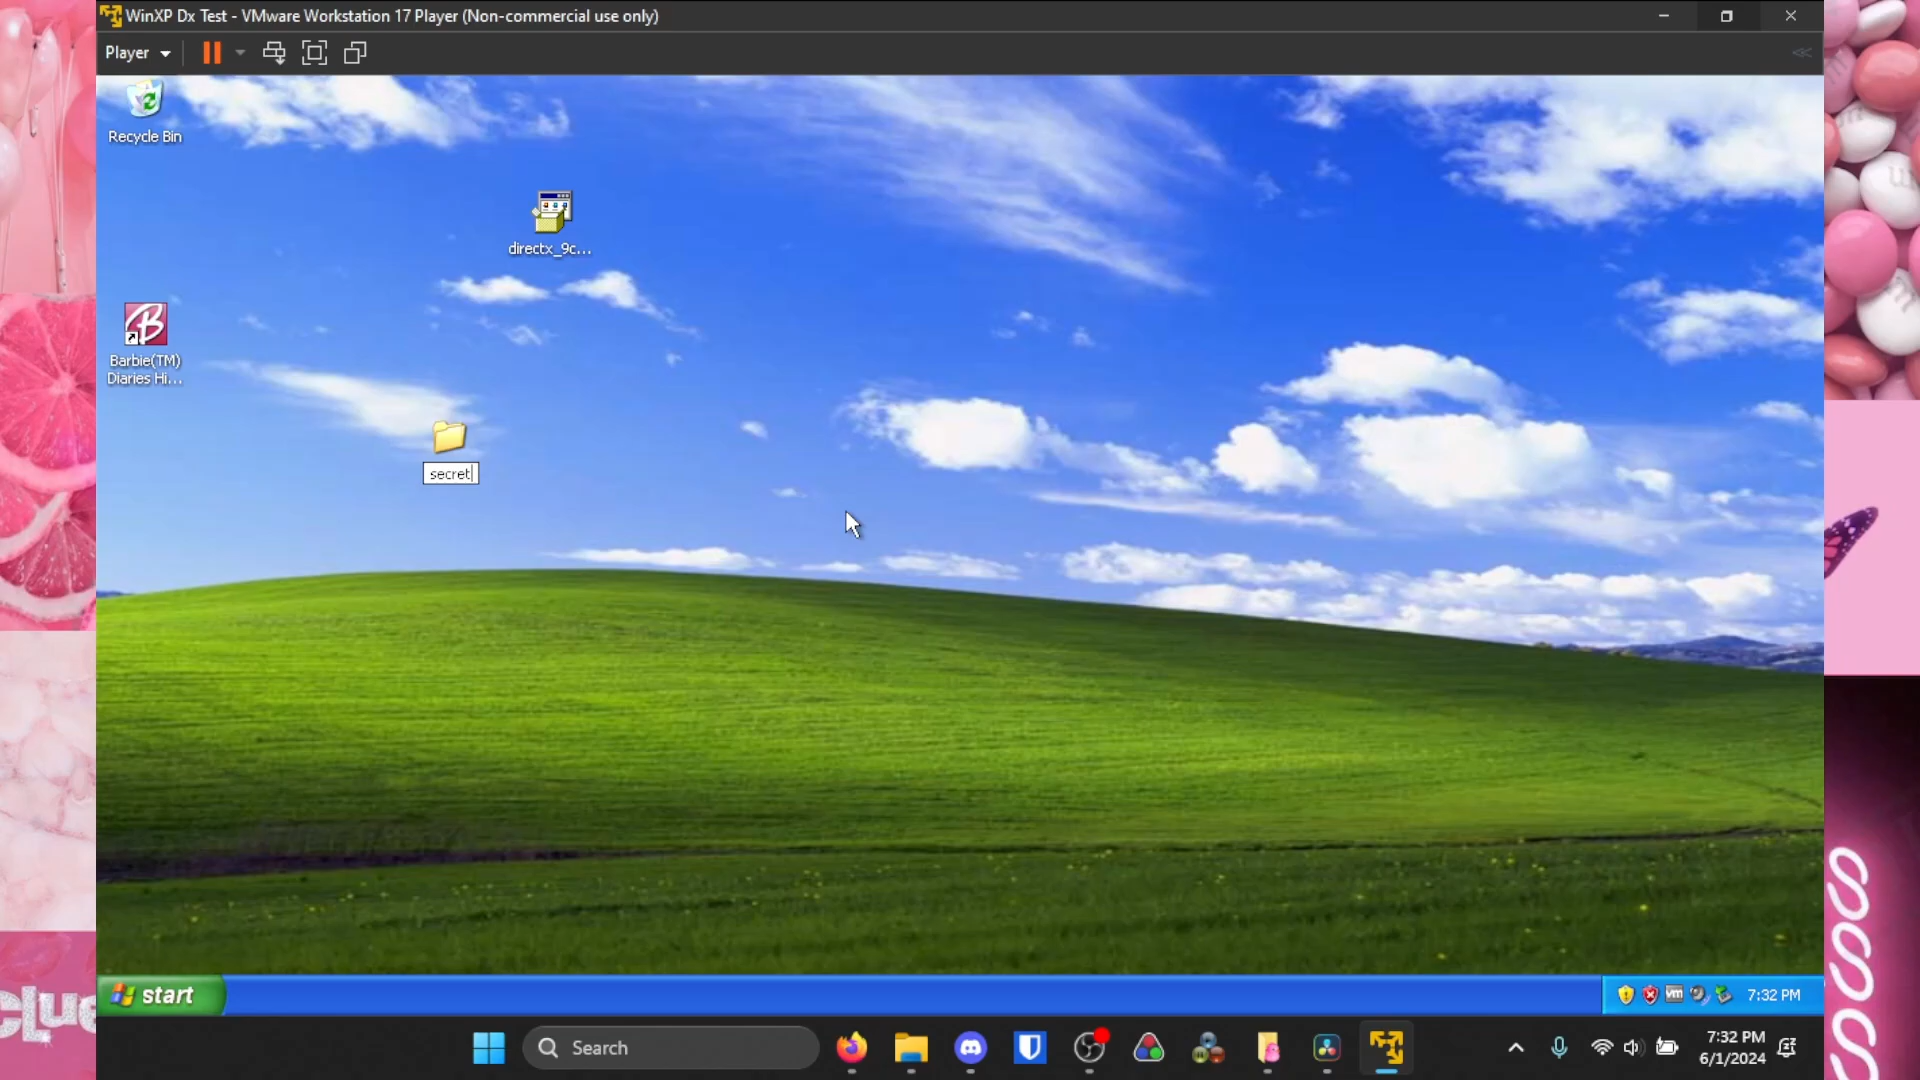 WinXP Dx Test - VMware Workstation 17 Player (Non-commercial use only)
Player
Recycle Bin
directx_9c...
B
Barbie(TM)
Diaries Hi...
secret
start
vm
7:32 PM
Search
7:32 PM
6/1/2024